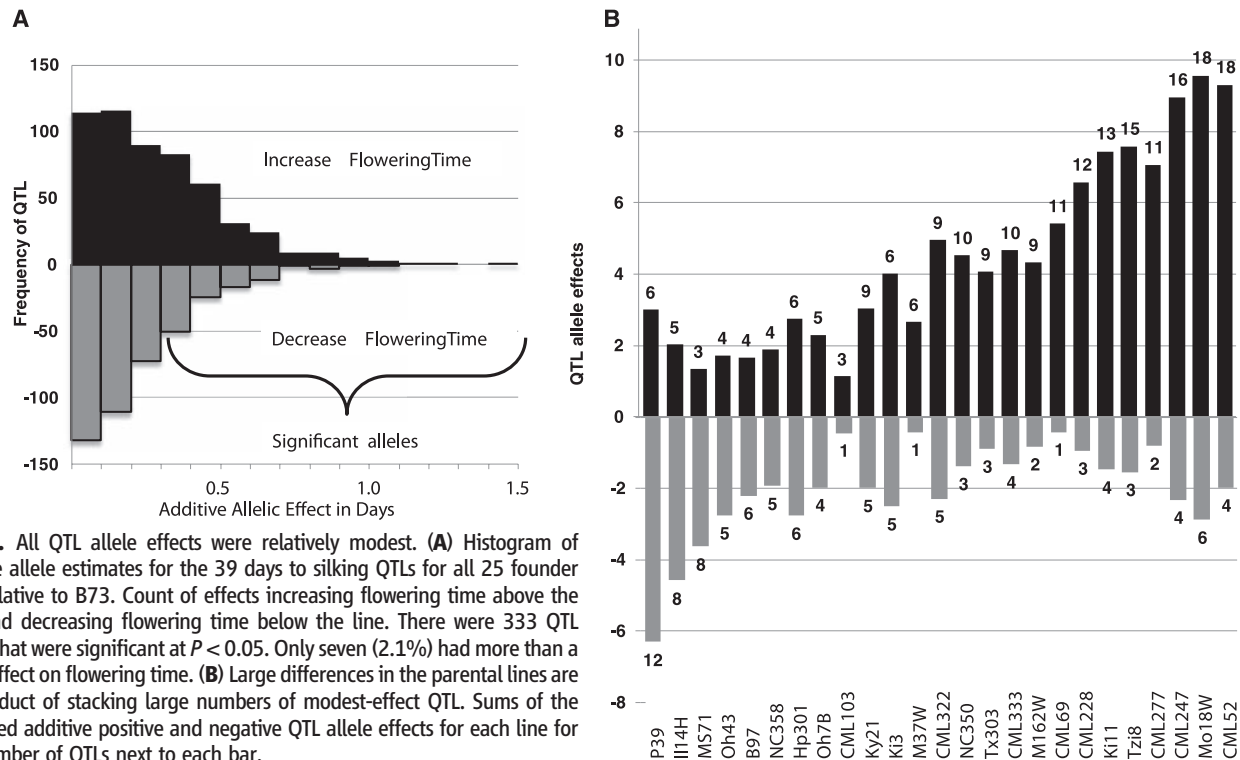 A
150
100
50
0
-50
-100
-150
Frequency of QTL
Increase FloweringTime
Decrease FloweringTime
Significant alleles
0.5 1.0 1.5
Additive Allelic Effect in Days
. All QTL allele effects were relatively modest. (A) Histogram of
e allele estimates for the 39 days to silking QTLs for all 25 founder
lative to B73. Count of effects increasing flowering time above the
nd decreasing flowering time below the line. There were 333 QTL
hat were significant at P < 0.05. Only seven (2.1%) had more than a
ffect on flowering time. (B) Large differences in the parental lines are
duct of stacking large numbers of modest-effect QTL. Sums of the
ed additive positive and negative QTL allele effects for each line for
umber of QTLs next to each bar.
B
10
8
6
4
2
0
-2
-4
-6
-8
QTL allele effects
6 5 3 4 4 4 6 5 3 9 6 6 9 10 9 10 9 11 12 13 15 11 16 18 18
12 8 8 5 6 5 6 4 1 5 5 1 5 3 3 4 2 1 3 4 3 2 4 6 4
P39
Il14H
MS71
Oh43
B97
NC358
Hp301
Oh7B
CML103
Ky21
Ki3
M37W
CML322
NC350
Tx303
CML333
M162W
CML69
CML228
Ki11
Tzi8
CML277
CML247
Mo18W
CML52